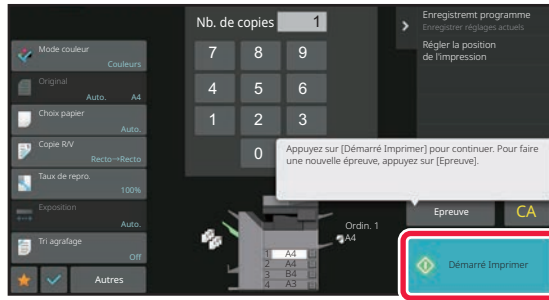 Nb. de copies 1
Enregistremt programme
Enregistrer réglages actuels
Régler la position
de l'impression
Mode couleur
Couleurs
Original
Auto. A4
Choix papier
Auto.
Copie R/V
Recto→Recto
Taux de repro.
100%
Exposition
Auto.
Tri agrafage
Off
Autres
7 8 9
4 5 6
1 2 3
0
Appuyez sur [Démarré Imprimer] pour continuer. Pour faire
une nouvelle épreuve, appuyez sur [Epreuve].
Epreuve CA
Ordin. 1
A4
1 A4
2 A4
3 B4
4 A3
Démarré Imprimer